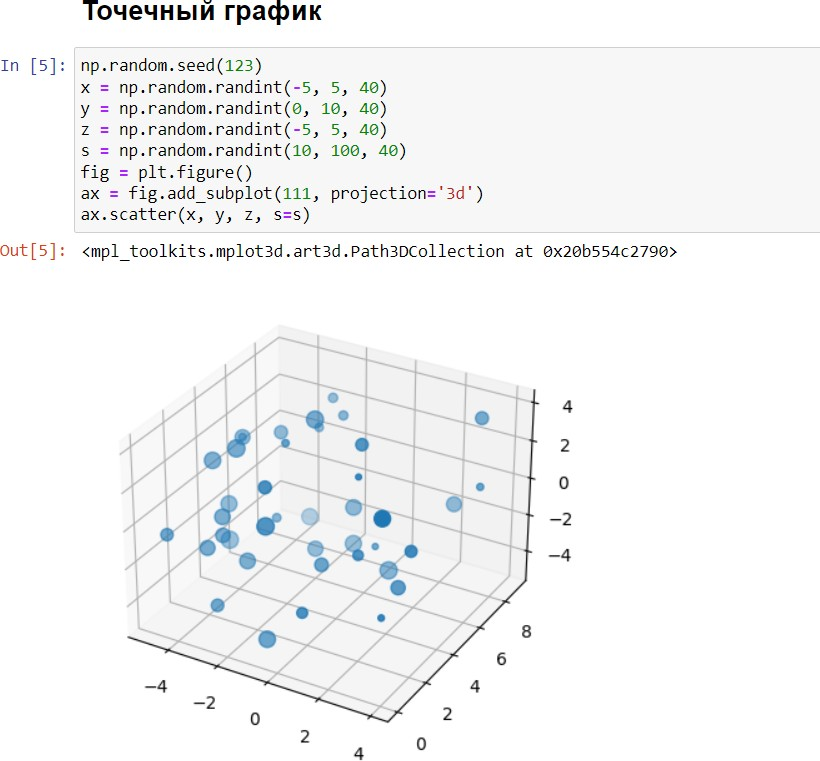 Точечный график
In [5]: np.random.seed(123)
x = np.random.randint(-5, 5, 40)
y = np.random.randint(0, 10, 40)
z = np.random.randint(-5, 5, 40)
s = np.random.randint(10, 100, 40)
fig = plt.figure()
ax = fig.add_subplot(111, projection='3d')
ax.scatter(x, y, z, s=s)
Out[5]: <mpl_toolkits.mplot3d.art3d.Path3DCollection at 0x20b554c2790>
4
2
0
−2
−4
8
6
4
2
0
−4
−2
0
2
4